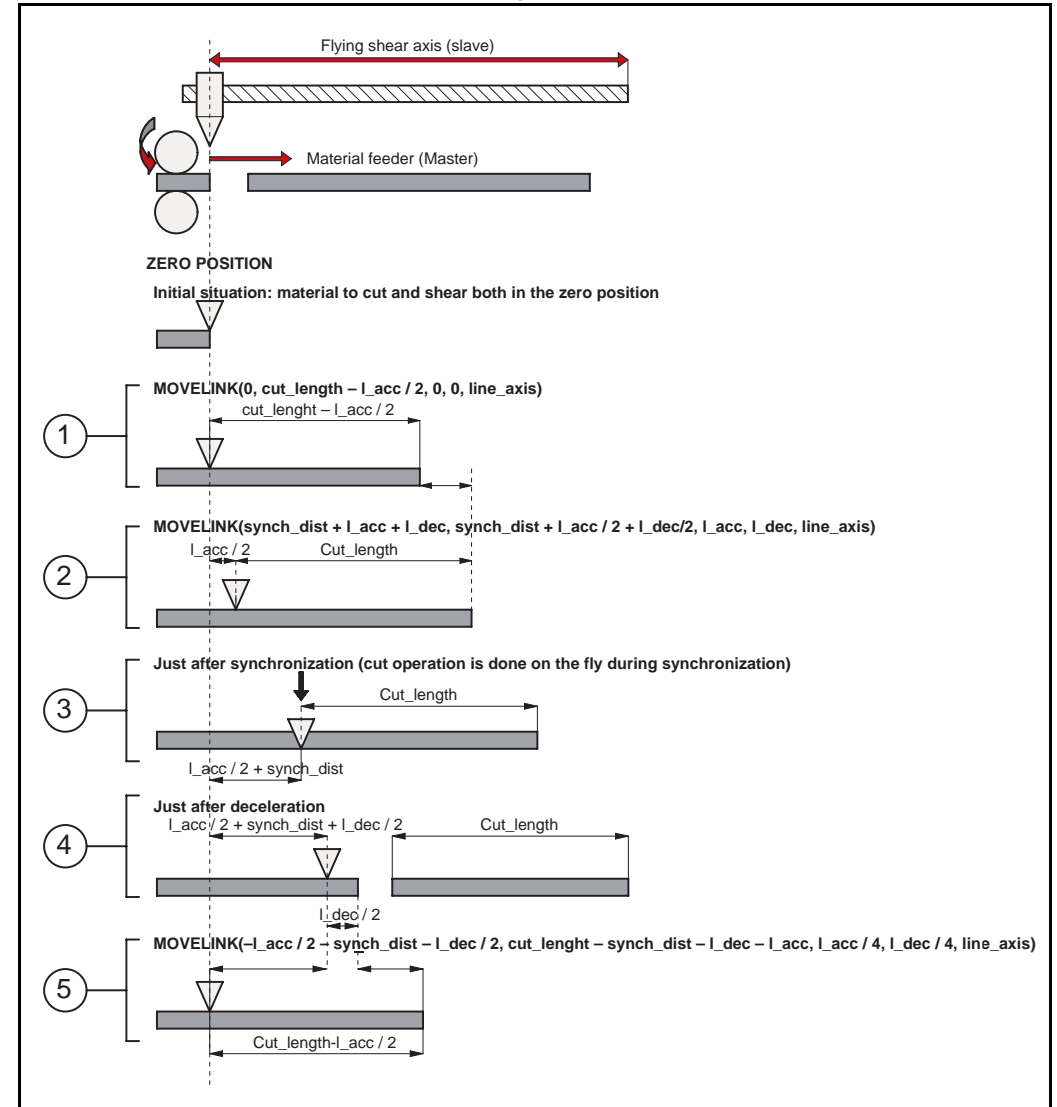 Flying shear axis (slave)
Material feeder (Master)
ZERO POSITION
Initial situation: material to cut and shear both in the zero position
1
MOVELINK(0, cut_length – l_acc / 2, 0, 0, line_axis)
cut_lenght – l_acc / 2
2
MOVELINK(synch_dist + l_acc + l_dec, synch_dist + l_acc / 2 + l_dec/2, l_acc, l_dec, line_axis)
l_acc / 2
Cut_length
3
Just after synchronization (cut operation is done on the fly during synchronization)
Cut_length
l_acc / 2 + synch_dist
4
Just after deceleration
l_acc / 2 + synch_dist + l_dec / 2
Cut_length
l_dec / 2
5
MOVELINK(–l_acc / 2 – synch_dist – l_dec / 2, cut_lenght – synch_dist – l_dec – l_acc, l_acc / 4, l_dec / 4, line_axis)
Cut_length-l_acc / 2